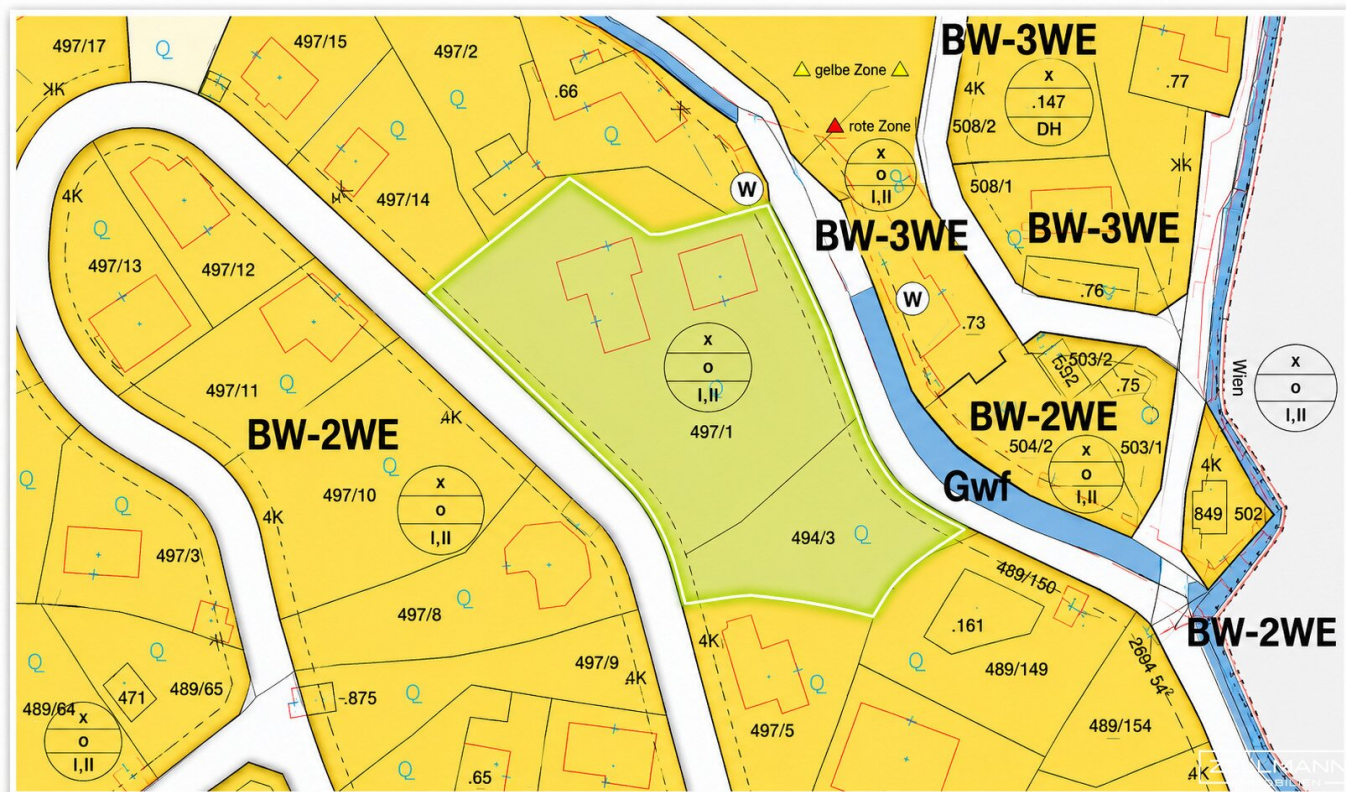 497/17
Q
497/15
497/2
BW-3WE
Q
.66
gelbe Zone
x
.147
DH
4K
.77
Q
Q
rote Zone
508/2
x
o
I,II
W
508/1
4K
497/14
BW-3WE
Q
BW-3WE
Q
497/13
497/12
.76
W
.73
x
o
I,II
503/2
.75
Wien
x
o
I,II
497/11
Q
4K
497/1
BW-2WE
BW-2WE
Q
504/2
503/1
x
o
I,II
4K
Q
Q
497/10
x
o
I,II
Gwf
849
502
Q
4K
494/3
Q
497/3
489/150
Q
497/8
.161
BW-2WE
4K
Q
Q
497/9
4K
Q
489/149
471
489/65
Q
.875
Q
489/64
x
o
I,II
497/5
489/154
Q
.65
4K